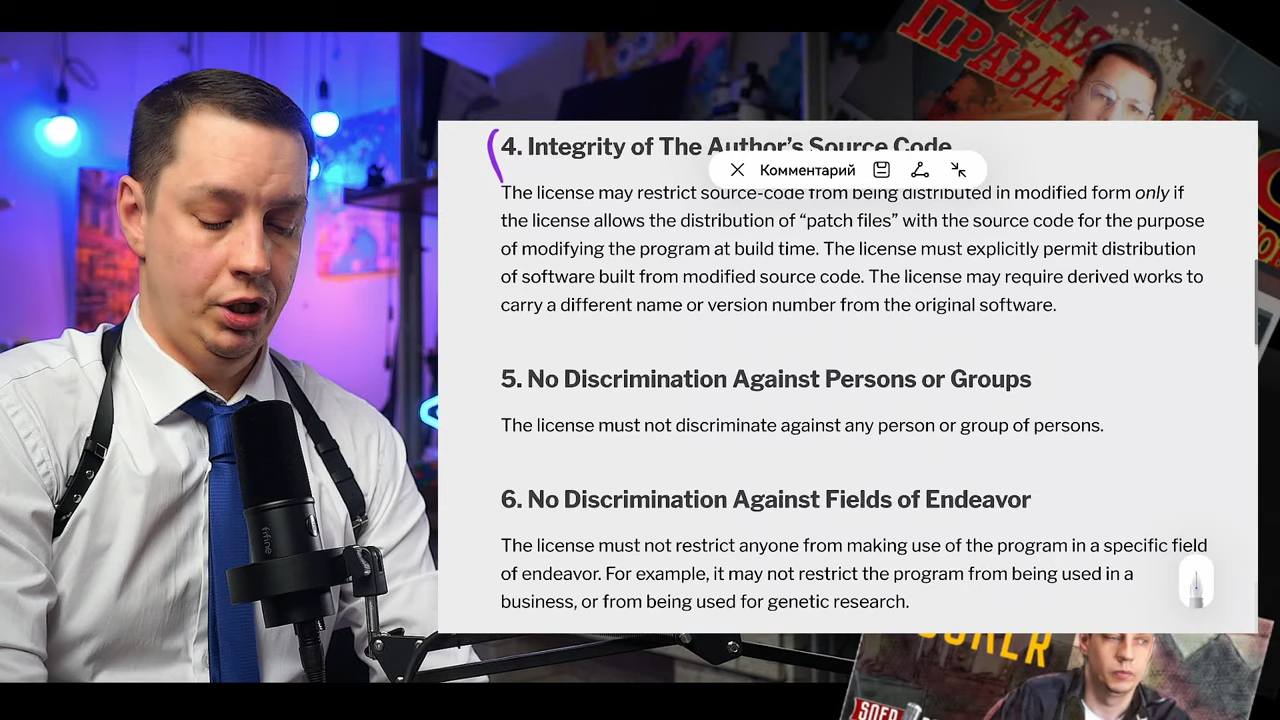 ПРАВДА
4. Integrity of The Author’s Source Code
Комментарий
The license may restrict source-code from being distributed in modified form only if
the license allows the distribution of “patch files” with the source code for the purpose
of modifying the program at build time. The license must explicitly permit distribution
of software built from modified source code. The license may require derived works to
carry a different name or version number from the original software.
5. No Discrimination Against Persons or Groups
The license must not discriminate against any person or group of persons.
6. No Discrimination Against Fields of Endeavor
The license must not restrict anyone from making use of the program in a specific field
of endeavor. For example, it may not restrict the program from being used in a
business, or from being used for genetic research.
fifine